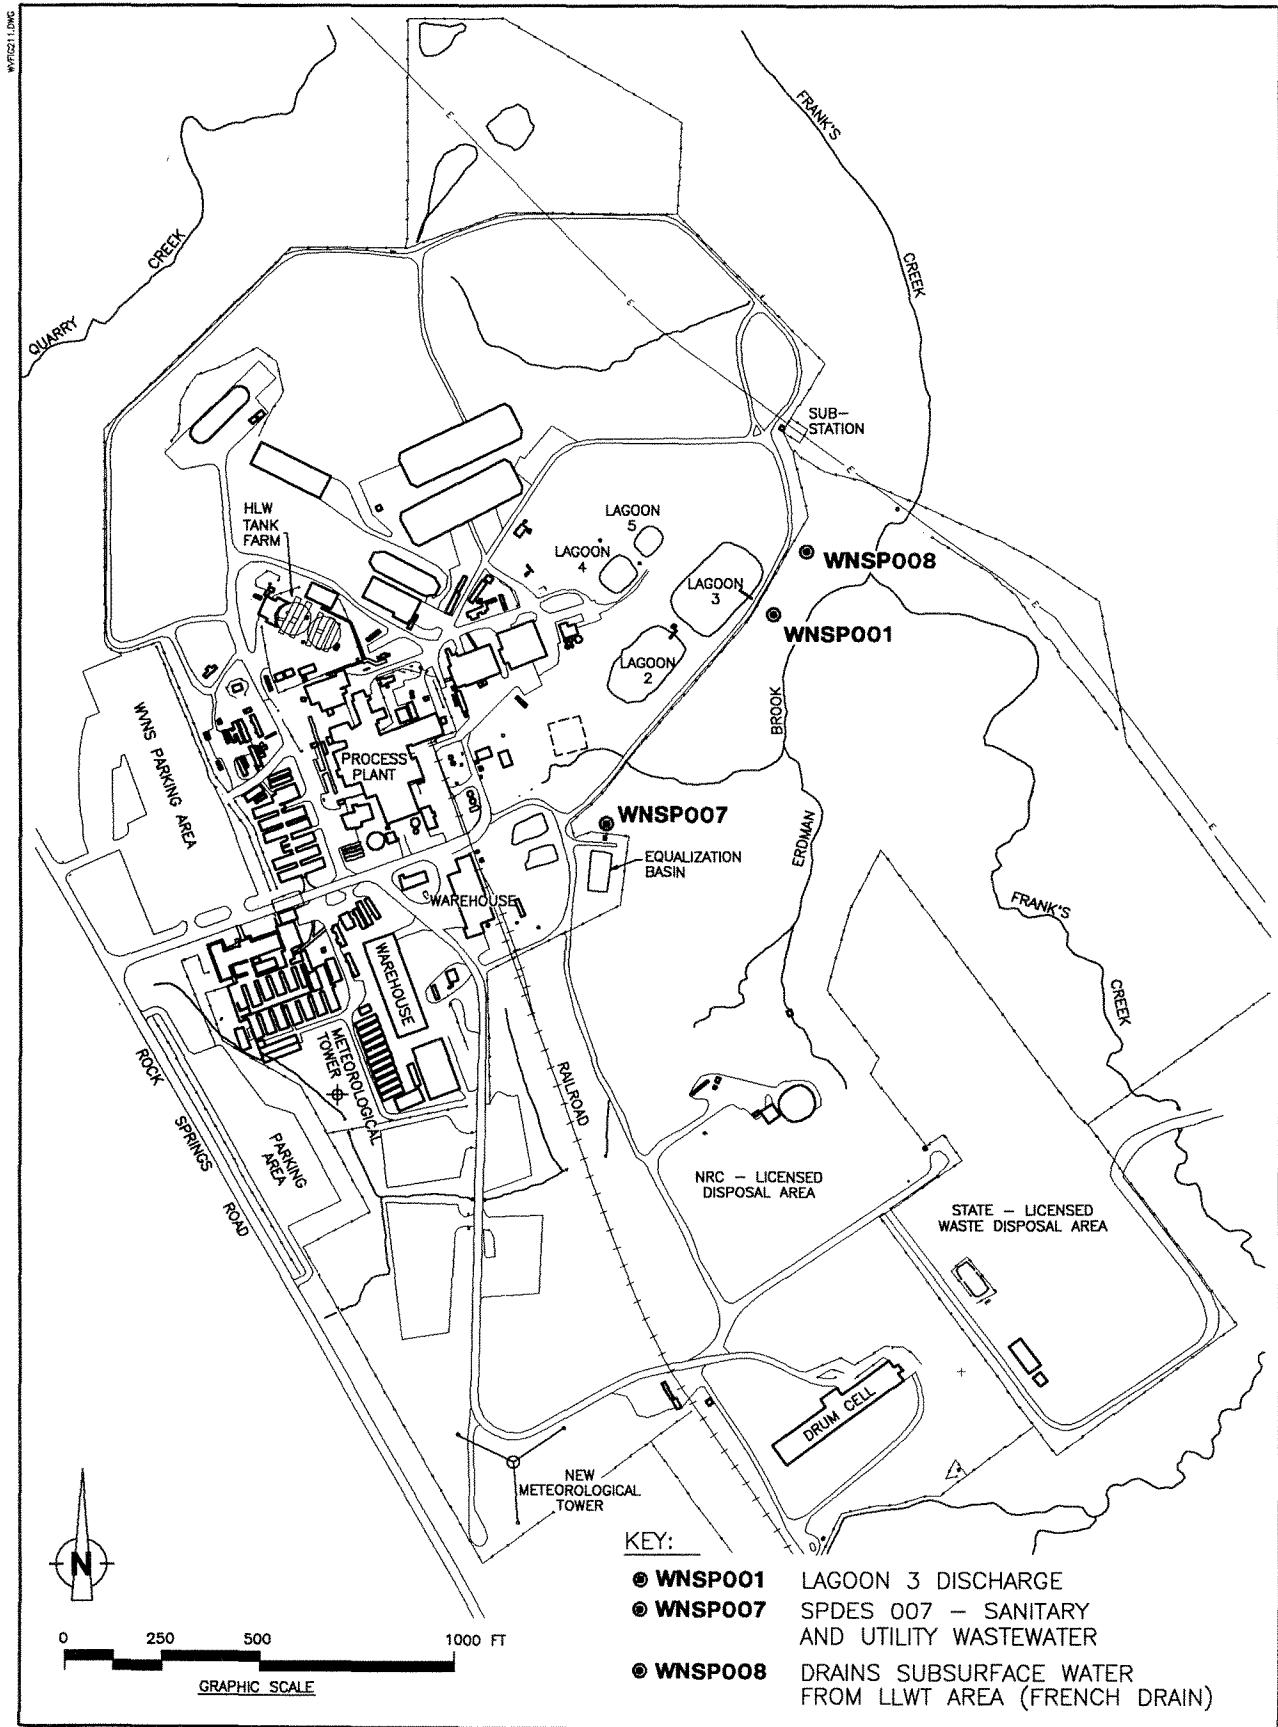 WVFIG211.DWG
FRANK'S
CREEK
QUARRY
CREEK
SUB-
STATION
HLW
TANK
FARM
LAGOON
5
LAGOON
4
LAGOON
3
LAGOON
2
WNSP008
WNSP001
BROOK
ERDMAN
WVNS PARKING AREA
PROCESS
PLANT
WNSP007
EQUALIZATION
BASIN
WAREHOUSE
WAREHOUSE
METEOROLOGICAL
TOWER
ROCK
SPRINGS
ROAD
PARKING
AREA
RAILROAD
FRANK'S
CREEK
NRC - LICENSED
DISPOSAL AREA
STATE - LICENSED
WASTE DISPOSAL AREA
DRUM CELL
NEW
METEOROLOGICAL
TOWER
E
E
E
E
E
N
0 250 500 1000 FT
GRAPHIC SCALE
KEY:
WNSP001 LAGOON 3 DISCHARGE
WNSP007 SPDES 007 - SANITARY
AND UTILITY WASTEWATER
WNSP008 DRAINS SUBSURFACE WATER
FROM LLWT AREA (FRENCH DRAIN)